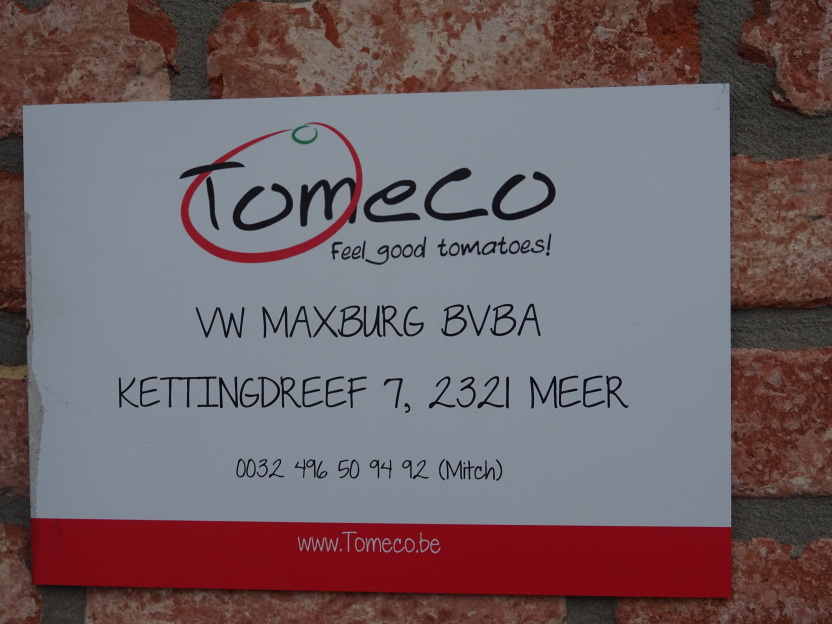 Tomeco
Feel good tomatoes!
VW MAXBURG BVBA
KETTINGDREEF 7, 2321 MEER
0032 496 50 94 92 (Mitch)
www.Tomeco.be